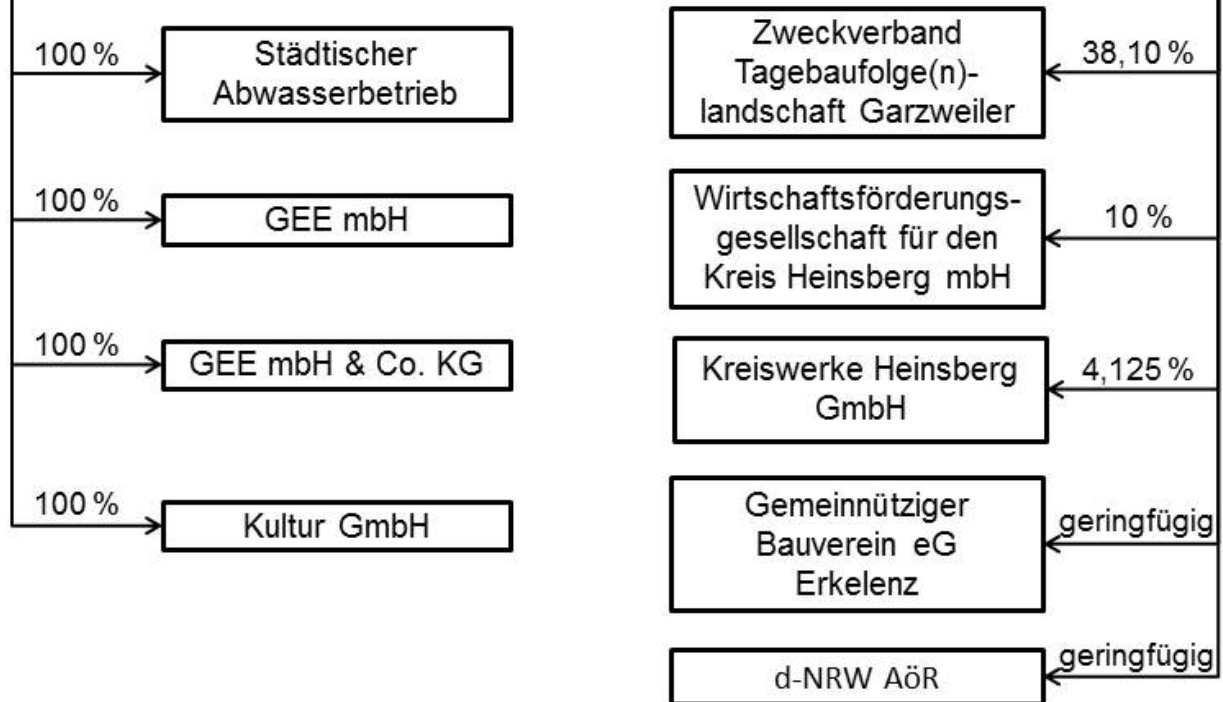 100 %
Städtischer
Abwasserbetrieb
100 %
GEE mbH
100 %
GEE mbH & Co. KG
100 %
Kultur GmbH
Zweckverband
Tagebaufolge(n)-
landschaft Garzweiler
38,10 %
Wirtschaftsförderungs-
gesellschaft für den
Kreis Heinsberg mbH
10 %
Kreiswerke Heinsberg
GmbH
4,125 %
Gemeinnütziger
Bauverein eG
Erkelenz
geringfügig
d-NRW AöR
geringfügig